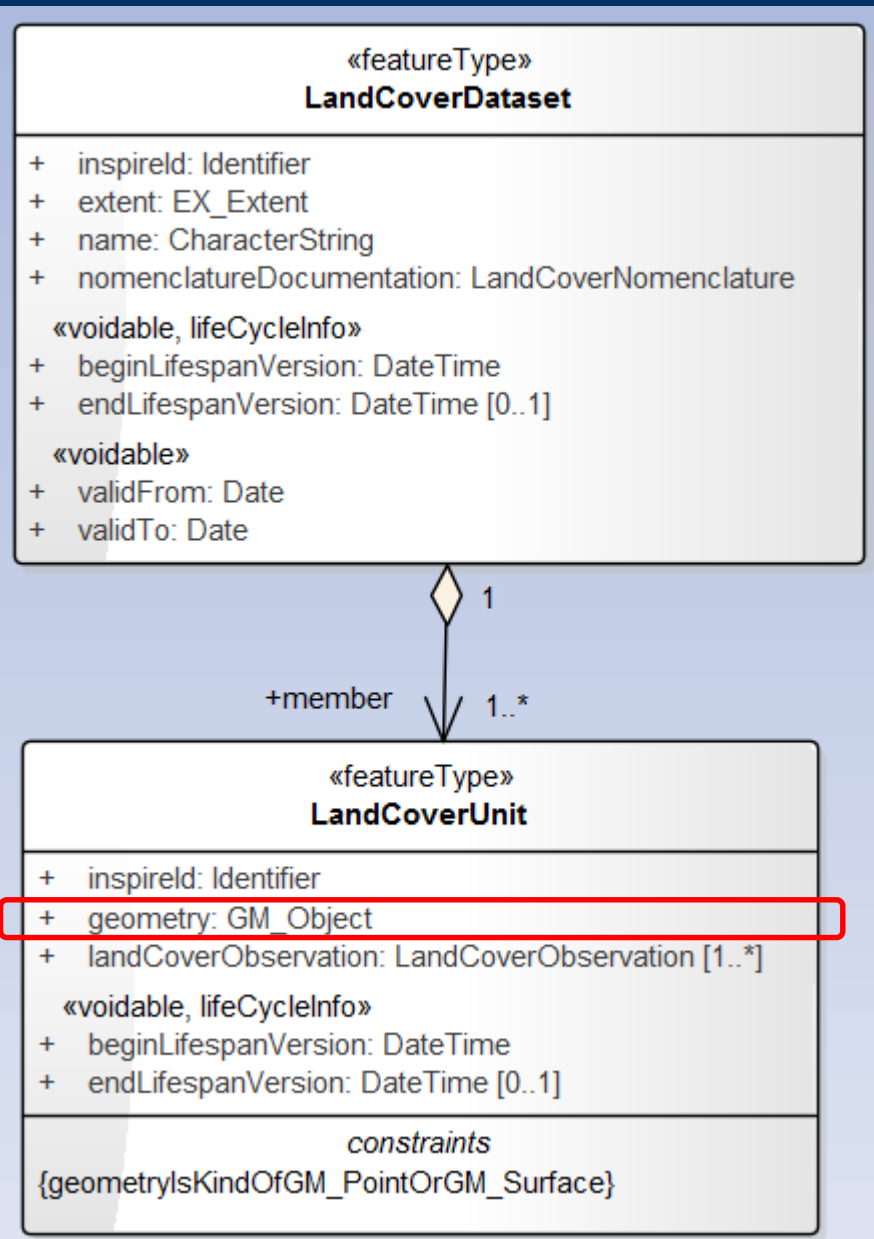 «featureType»
LandCoverDataset
+ inspireId: Identifier
+ extent: EX_Extent
+ name: CharacterString
+ nomenclatureDocumentation: LandCoverNomenclature
«voidable, lifeCycleInfo»
+ beginLifespanVersion: DateTime
+ endLifespanVersion: DateTime [0..1]
«voidable»
+ validFrom: Date
+ validTo: Date
1
+member
1..*
«featureType»
LandCoverUnit
+ inspireId: Identifier
+ geometry: GM_Object
+ landCoverObservation: LandCoverObservation [1..*]
«voidable, lifeCycleInfo»
+ beginLifespanVersion: DateTime
+ endLifespanVersion: DateTime [0..1]
constraints
{geometryIsKindOfGM_PointOrGM_Surface}